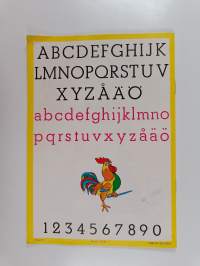 ABCDEFGHIJK
LMNOPQRSTUV
XYZÅÄÖ
abcdefghijklmno
pqrstuvxyzåäö
1234567890